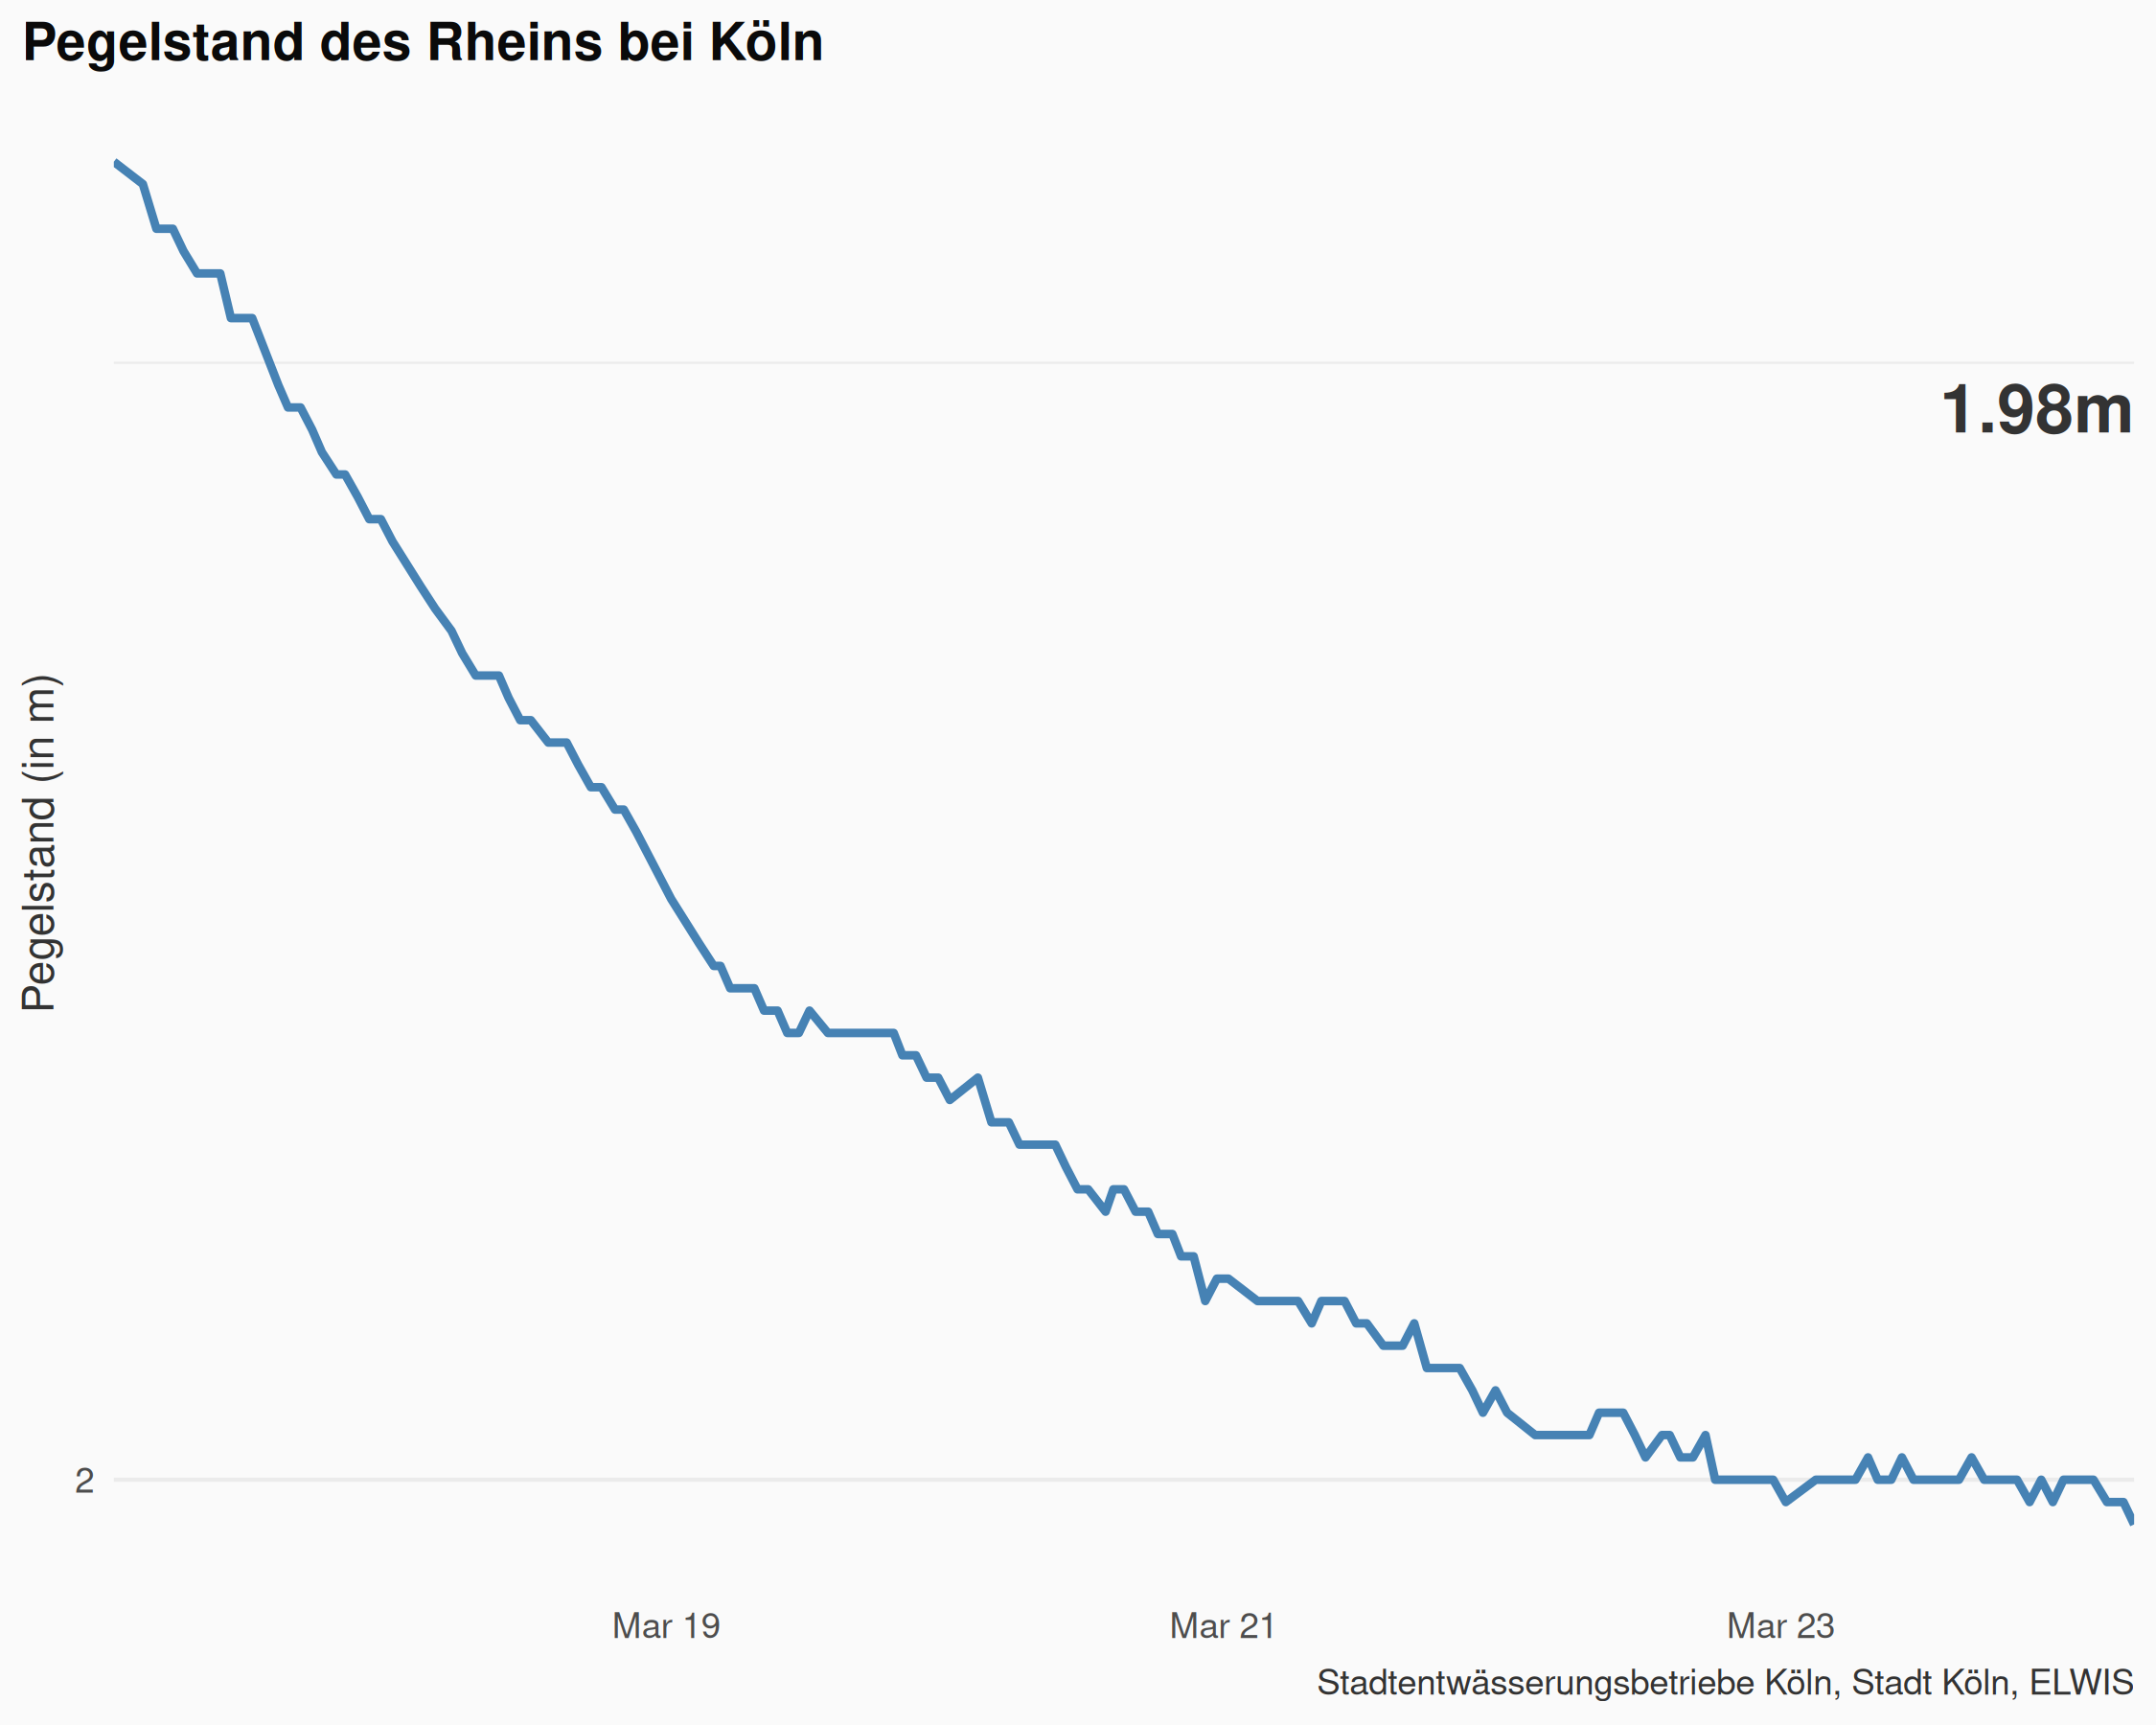 Pegelstand des Rheins bei Köln
1.98m
Pegelstand (in m)
2
Mar 19
Mar 21
Mar 23
Stadtentwässerungsbetriebe Köln, Stadt Köln, ELWIS